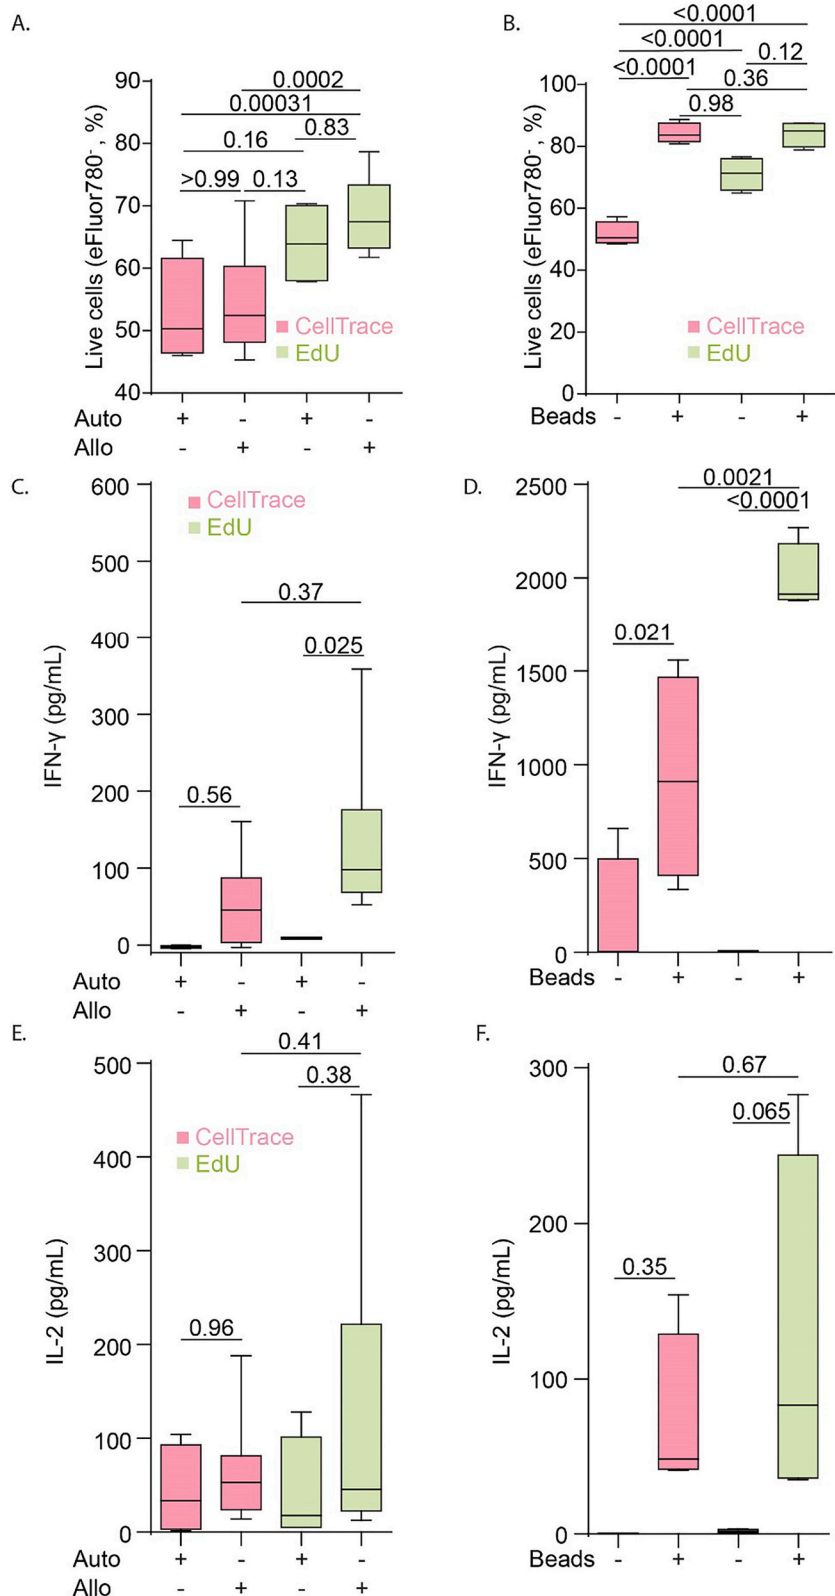 A.
0.0002
0.00031
0.16
0.83
>0.99
0.13
Live cells (eFluor780-, %)
90
80
70
60
50
40
CellTrace
EdU
Auto + - + -
Allo - + - +
B.
<0.0001
<0.0001
0.12
<0.0001
0.36
0.98
Live cells (eFluor780-, %)
100
80
60
40
20
0
CellTrace
EdU
Beads - + - +
C.
CellTrace
EdU
0.37
0.025
0.56
IFN-γ (pg/mL)
600
500
400
300
200
100
0
Auto + - + -
Allo - + - +
D.
0.0021
<0.0001
0.021
IFN-γ (pg/mL)
2500
2000
1500
1000
500
0
Beads - + - +
E.
0.41
0.38
CellTrace
EdU
0.96
IL-2 (pg/mL)
500
400
300
200
100
0
Auto + - + -
Allo - + - +
F.
0.67
0.065
0.35
IL-2 (pg/mL)
300
200
100
0
Beads - + - +